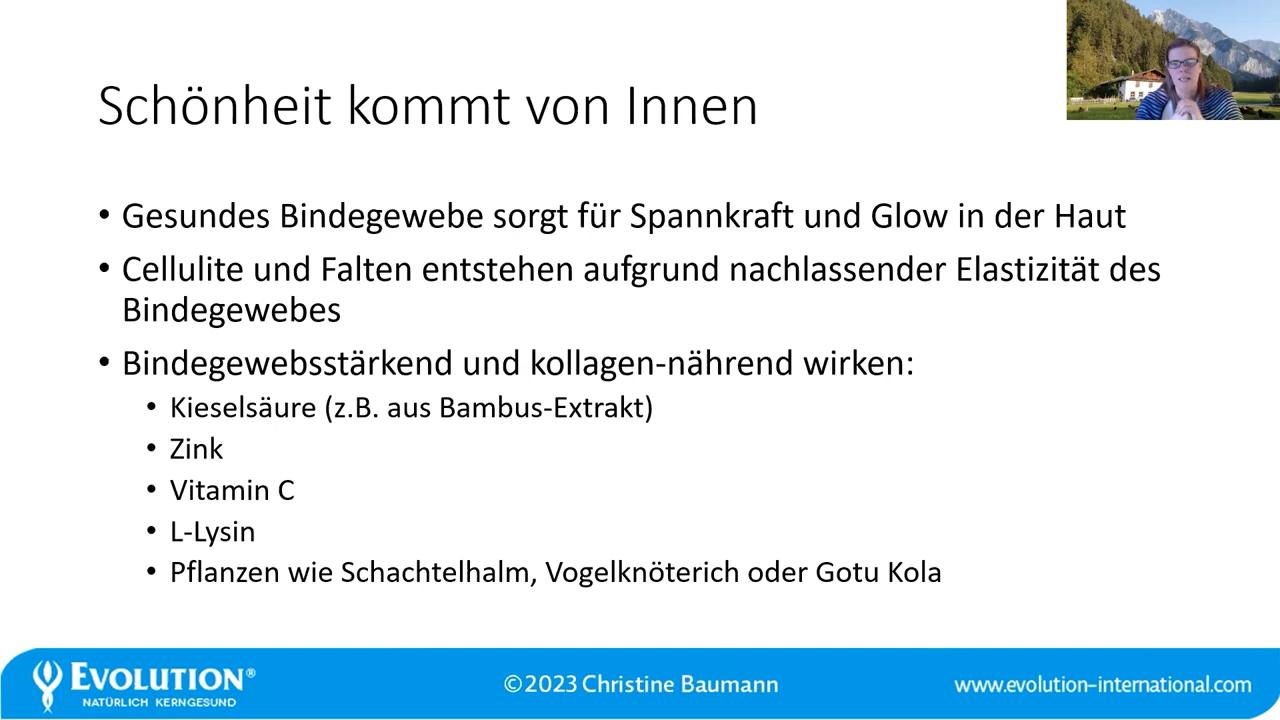 Schönheit kommt von Innen
• Gesundes Bindegewebe sorgt für Spannkraft und Glow in der Haut
• Cellulite und Falten entstehen aufgrund nachlassender Elastizität des
Bindegewebes
• Bindegewebsstärkend und kollagen-nährend wirken:
• Kieselsäure (z.B. aus Bambus-Extrakt)
• Zink
• Vitamin C
• L-Lysin
• Pflanzen wie Schachtelhalm, Vogelknöterich oder Gotu Kola
EVOLUTION®
NATÜRLICH KERNGESUND
©2023 Christine Baumann
www.evolution-international.com